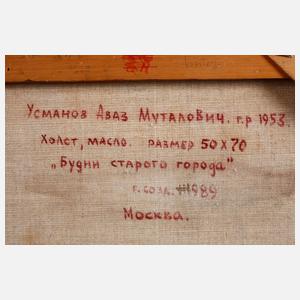 Усманов Аваз Муталович. г.р 1953.
Холст, масло. размер 50х70
„Будни старого города"
г. созд. 1989
Москва.